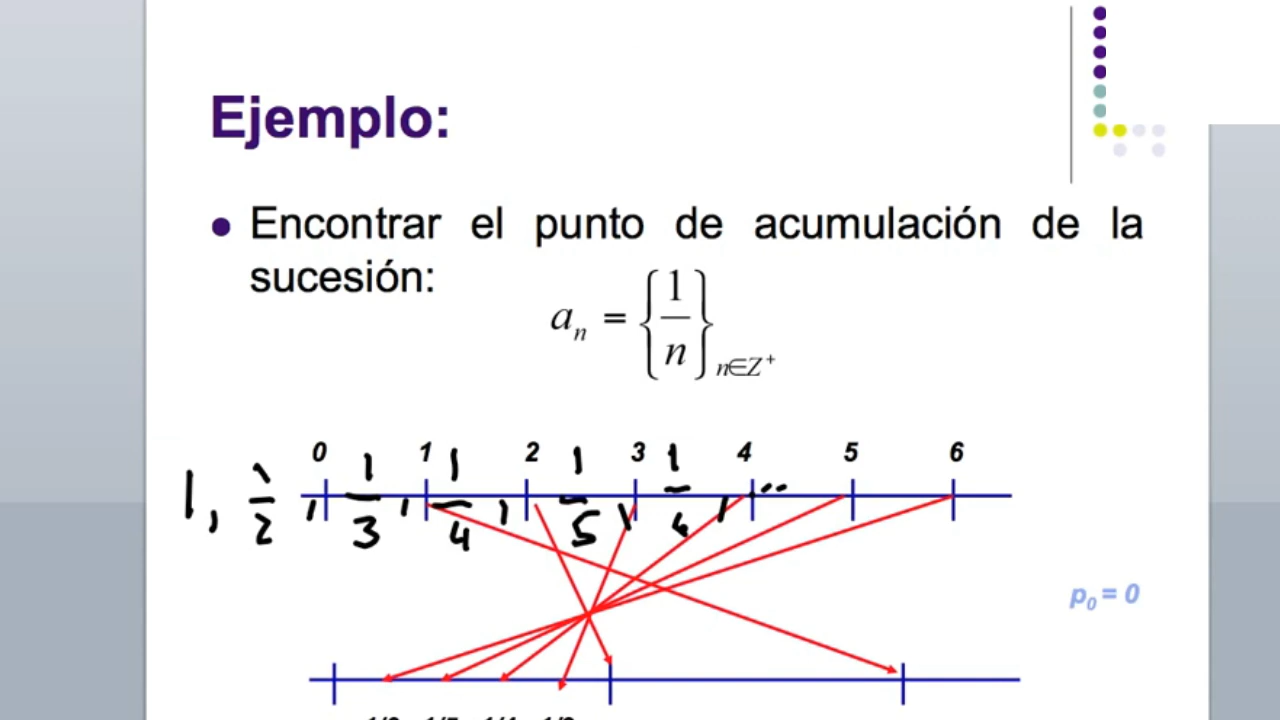 Ejemplo:
Encontrar el punto de acumulación de la
sucesión:
a_n = {1/n}_{n∈Z^+}
0 1 2 3 4 5 6
1, 1/2, 1/3, 1/4, 1/5, 1/6, ...
p_0 = 0